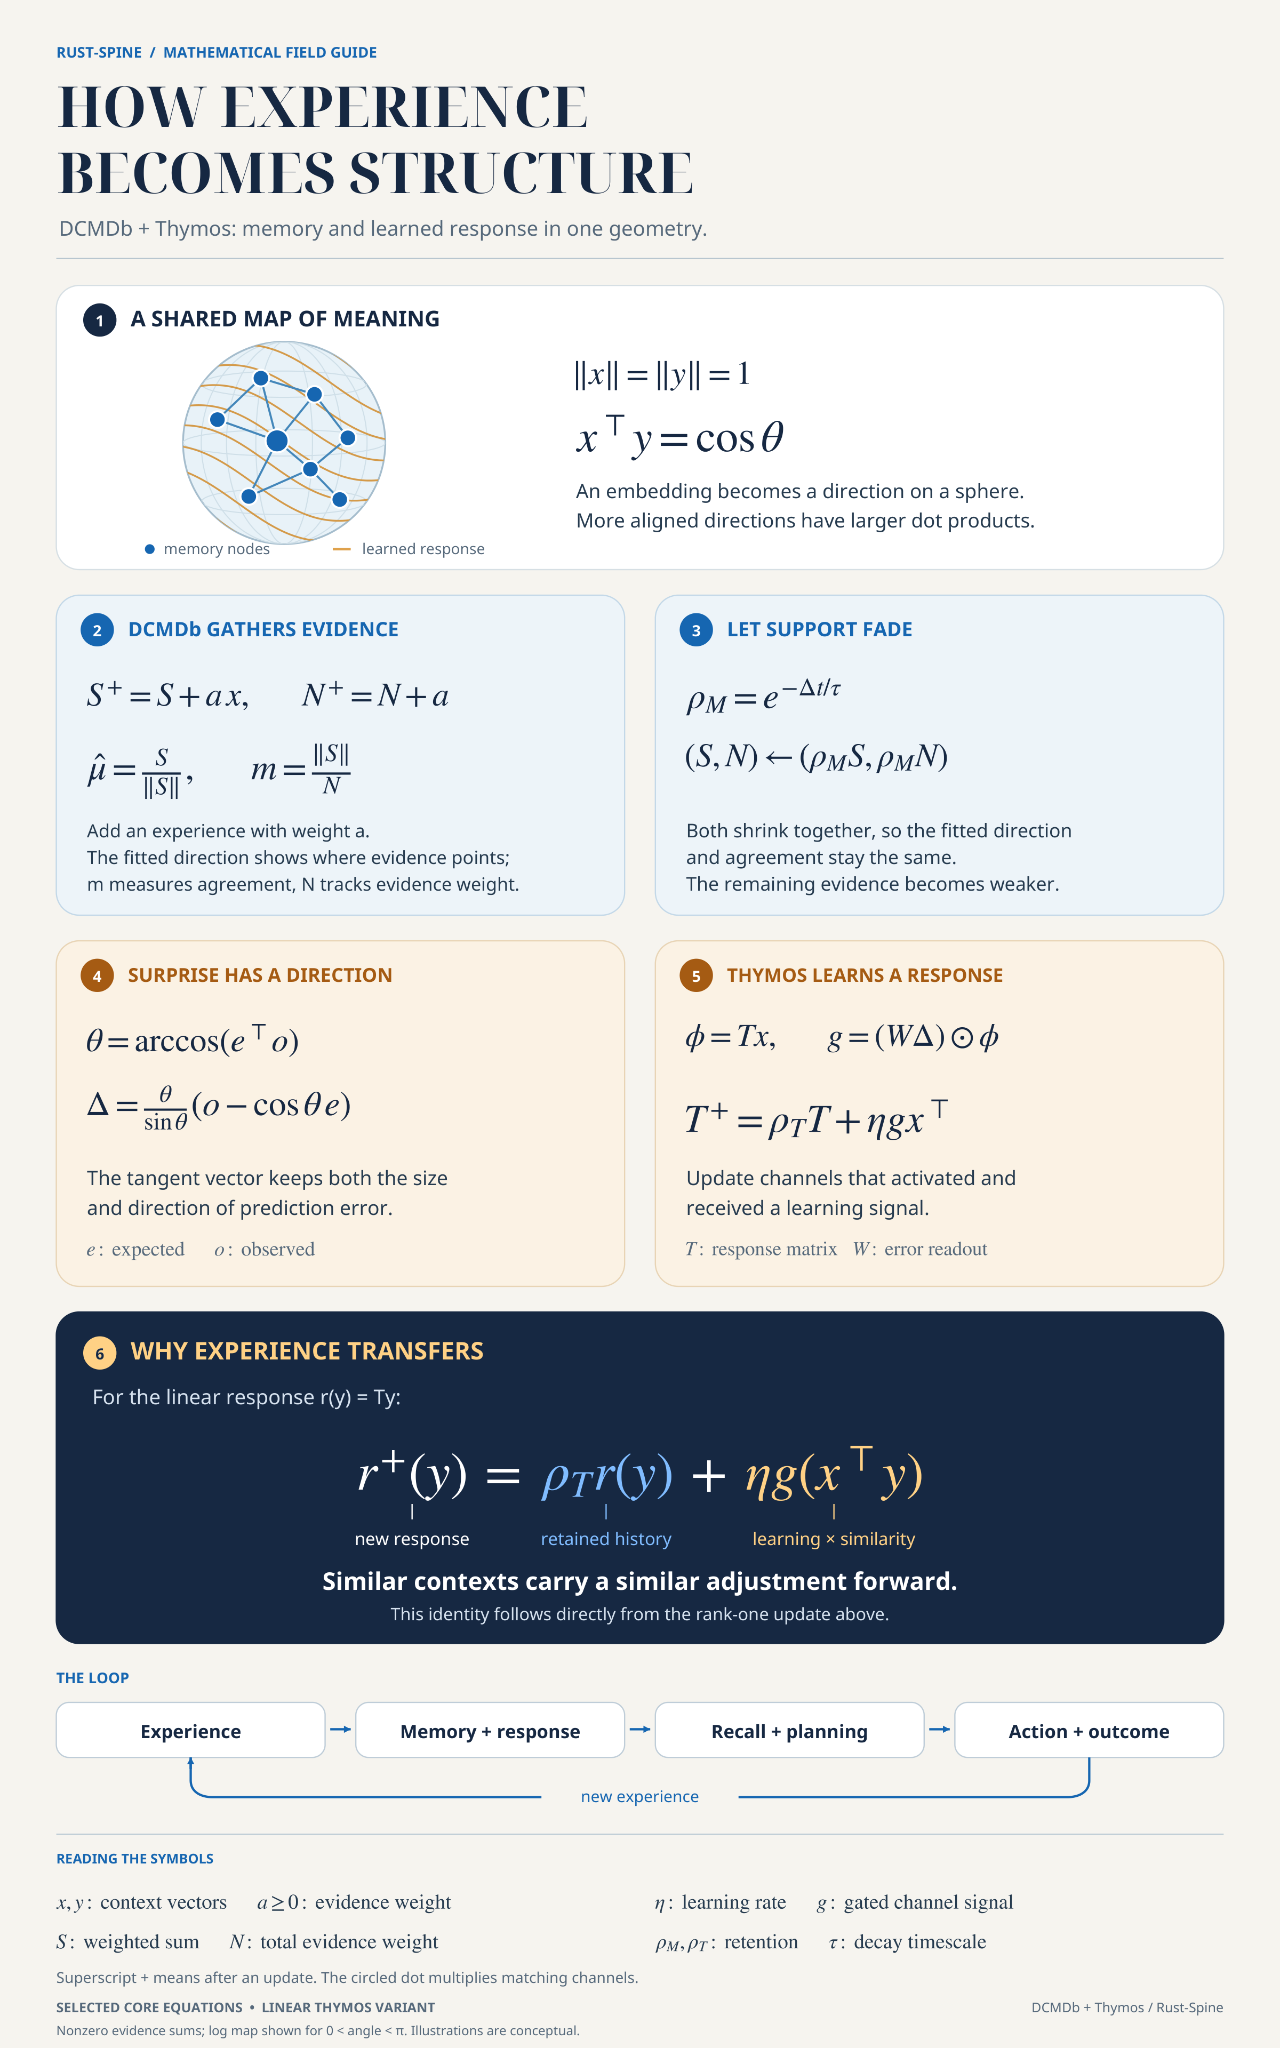 RUST-SPINE / MATHEMATICAL FIELD GUIDE
HOW EXPERIENCE
BECOMES STRUCTURE
DCMDb + Thymos: memory and learned response in one geometry.
1 A SHARED MAP OF MEANING
‖x‖ = ‖y‖ = 1
x⊤y = cos θ
An embedding becomes a direction on a sphere.
More aligned directions have larger dot products.
memory nodes learned response
2 DCMDb GATHERS EVIDENCE
S⁺ = S + ax, N⁺ = N + a
μ̂ = S/‖S‖, m = ‖S‖/N
Add an experience with weight a.
The fitted direction shows where evidence points;
m measures agreement, N tracks evidence weight.
3 LET SUPPORT FADE
ρ_M = e^{−Δt/τ}
(S, N) ← (ρ_M S, ρ_M N)
Both shrink together, so the fitted direction
and agreement stay the same.
The remaining evidence becomes weaker.
4 SURPRISE HAS A DIRECTION
θ = arccos(e⊤o)
Δ = θ/sin θ (o − cos θ e)
The tangent vector keeps both the size
and direction of prediction error.
e: expected o: observed
5 THYMOS LEARNS A RESPONSE
ϕ = Tx, g = (WΔ) ⊙ ϕ
T⁺ = ρ_T T + ηgx⊤
Update channels that activated and
received a learning signal.
T: response matrix W: error readout
6 WHY EXPERIENCE TRANSFERS
For the linear response r(y) = Ty:
r⁺(y) = ρ_T r(y) + ηg(x⊤y)
new response retained history learning × similarity
Similar contexts carry a similar adjustment forward.
This identity follows directly from the rank-one update above.
THE LOOP
Experience Memory + response Recall + planning Action + outcome
new experience
READING THE SYMBOLS
x, y: context vectors a ≥ 0: evidence weight η: learning rate g: gated channel signal
S: weighted sum N: total evidence weight ρ_M, ρ_T: retention τ: decay timescale
Superscript + means after an update. The circled dot multiplies matching channels.
SELECTED CORE EQUATIONS • LINEAR THYMOS VARIANT DCMDb + Thymos / Rust-Spine
Nonzero evidence sums; log map shown for 0 < angle < π. Illustrations are conceptual.